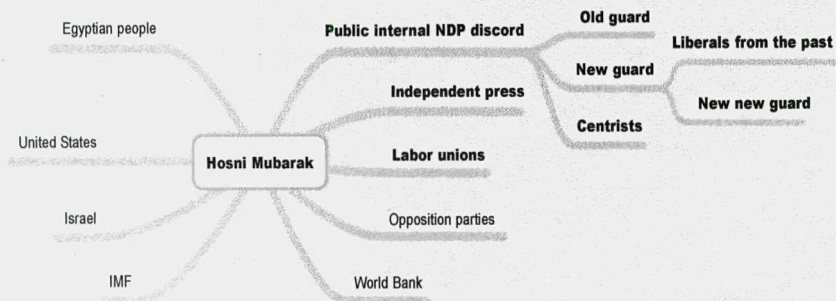 Egyptian people
United States
Israel
IMF
Hosni Mubarak
Public internal NDP discord
Old guard
New guard
Liberals from the past
New new guard
Centrists
Independent press
Labor unions
Opposition parties
World Bank